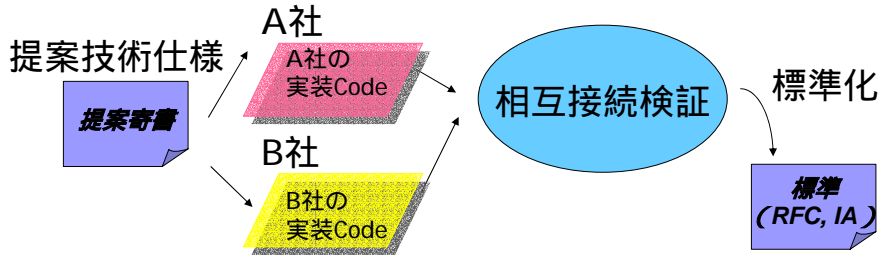 提案技術仕様
提案寄書
A社
A社の
実装Code
B社
B社の
実装Code
相互接続検証
標準化
標準
(RFC, IA)